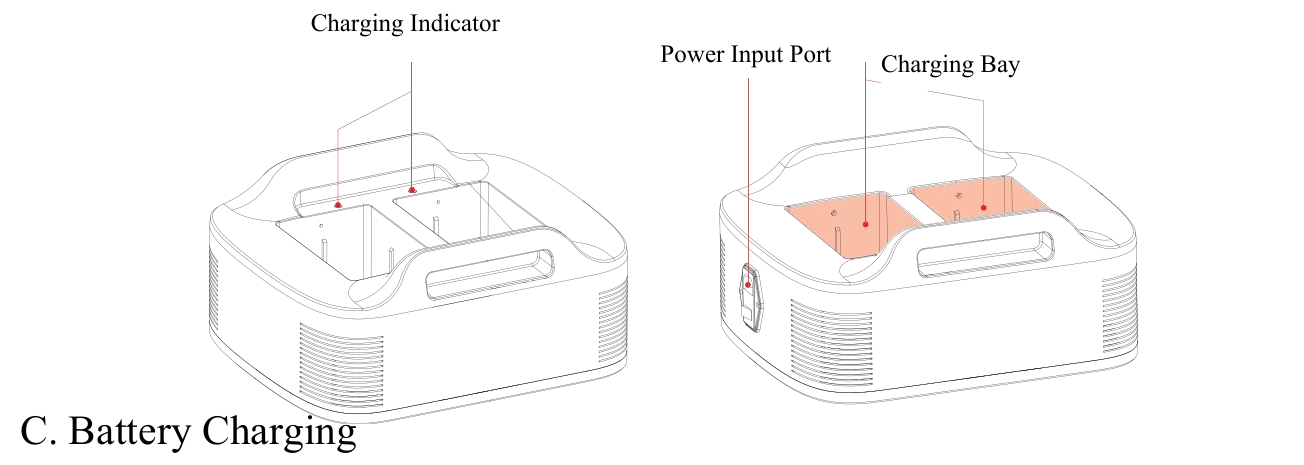 Charging Indicator
Power Input Port
Charging Bay
C. Battery Charging